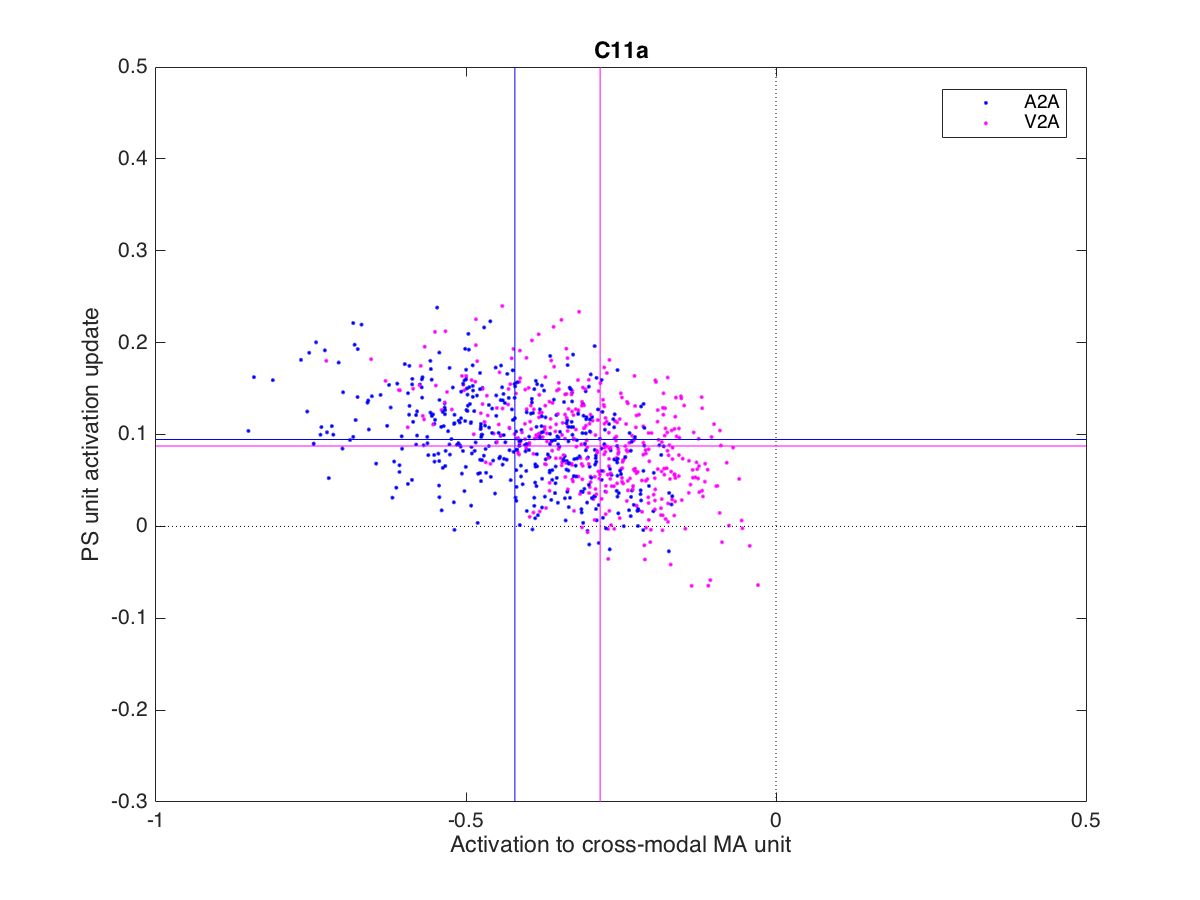 C11a
0.5
0.4
0.3
0.2
0.1
0
-0.1
-0.2
-0.3
PS unit activation update
A2A
V2A
-1
-0.5
0
0.5
Activation to cross-modal MA unit